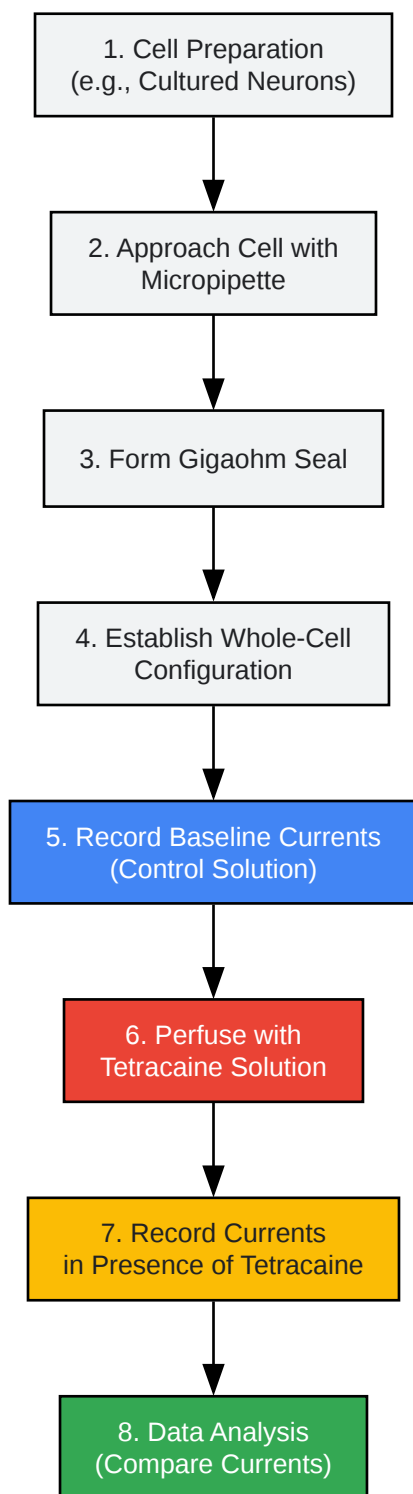 1. Cell Preparation
(e.g., Cultured Neurons)
2. Approach Cell with
Micropipette
3. Form Gigaohm Seal
4. Establish Whole-Cell
Configuration
5. Record Baseline Currents
(Control Solution)
6. Perfuse with
Tetracaine Solution
7. Record Currents
in Presence of Tetracaine
8. Data Analysis
(Compare Currents)